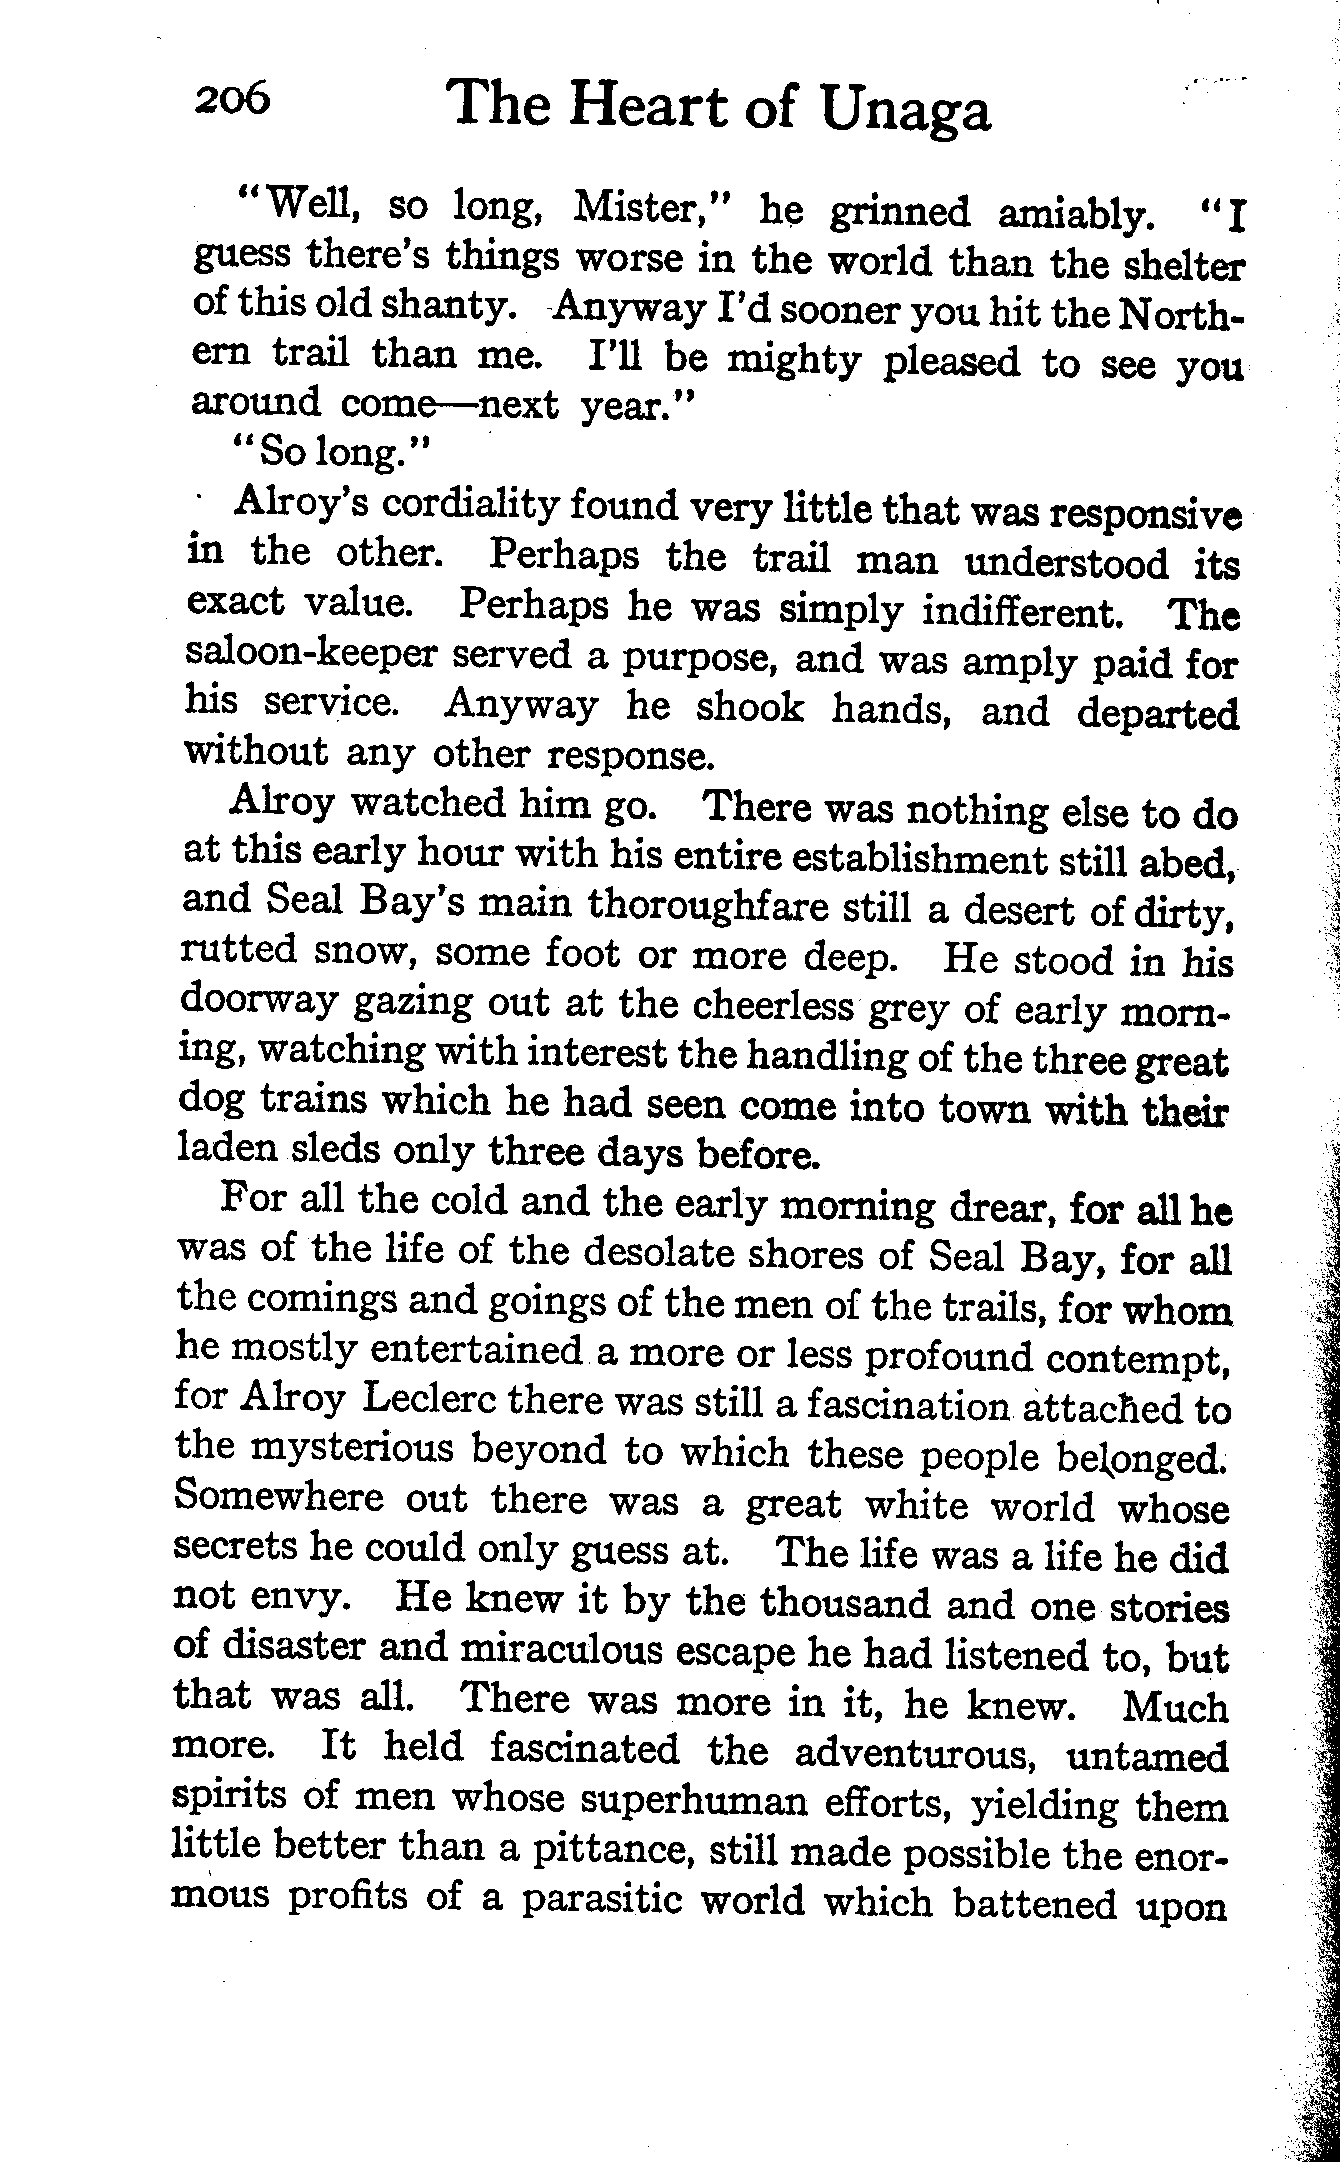 206 The Heart of Unaga
"Well, so long, Mister," he grinned amiably. "I
guess there's things worse in the world than the shelter
of this old shanty. Anyway I'd sooner you hit the North-
ern trail than me. I'll be mighty pleased to see you
around come—next year."
"So long."
Alroy's cordiality found very little that was responsive
in the other. Perhaps the trail man understood its
exact value. Perhaps he was simply indifferent. The
saloon-keeper served a purpose, and was amply paid for
his service. Anyway he shook hands, and departed
without any other response.
Alroy watched him go. There was nothing else to do
at this early hour with his entire establishment still abed,
and Seal Bay's main thoroughfare still a desert of dirty,
rutted snow, some foot or more deep. He stood in his
doorway gazing out at the cheerless grey of early morn-
ing, watching with interest the handling of the three great
dog trains which he had seen come into town with their
laden sleds only three days before.
For all the cold and the early morning drear, for all he
was of the life of the desolate shores of Seal Bay, for all
the comings and goings of the men of the trails, for whom
he mostly entertained a more or less profound contempt,
for Alroy Leclerc there was still a fascination attached to
the mysterious beyond to which these people belonged.
Somewhere out there was a great white world whose
secrets he could only guess at. The life was a life he did
not envy. He knew it by the thousand and one stories
of disaster and miraculous escape he had listened to, but
that was all. There was more in it, he knew. Much
more. It held fascinated the adventurous, untamed
spirits of men whose superhuman efforts, yielding them
little better than a pittance, still made possible the enor-
mous profits of a parasitic world which battened upon